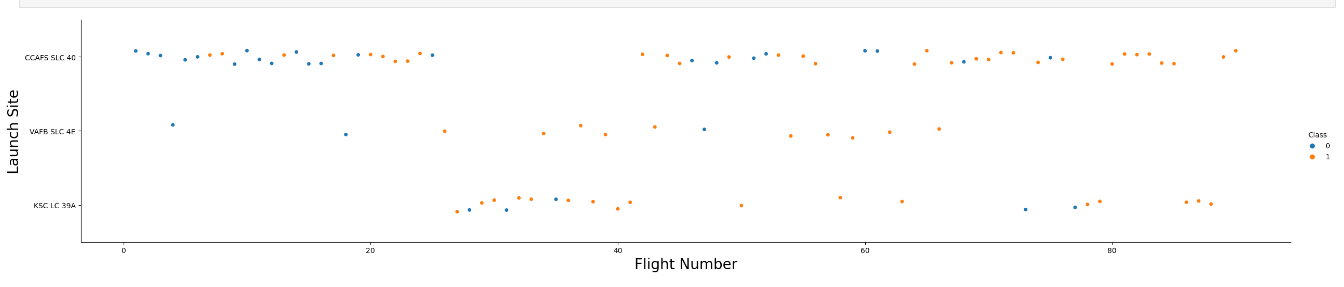 CCAFS SLC 40
VAFB SLC 4E
KSC LC 39A
Launch Site
0 20 40 60 80
Flight Number
Class
0
1